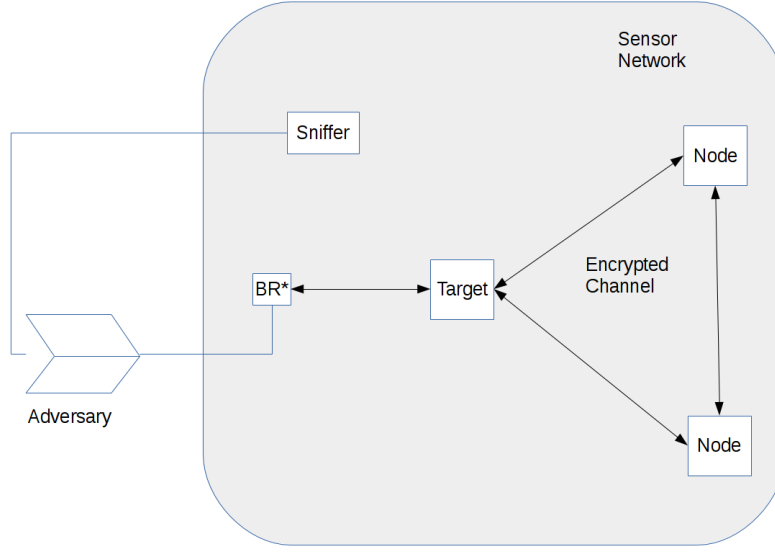 Sensor
Network
Sniffer
Node
BR*
Target
Encrypted
Channel
Adversary
Node